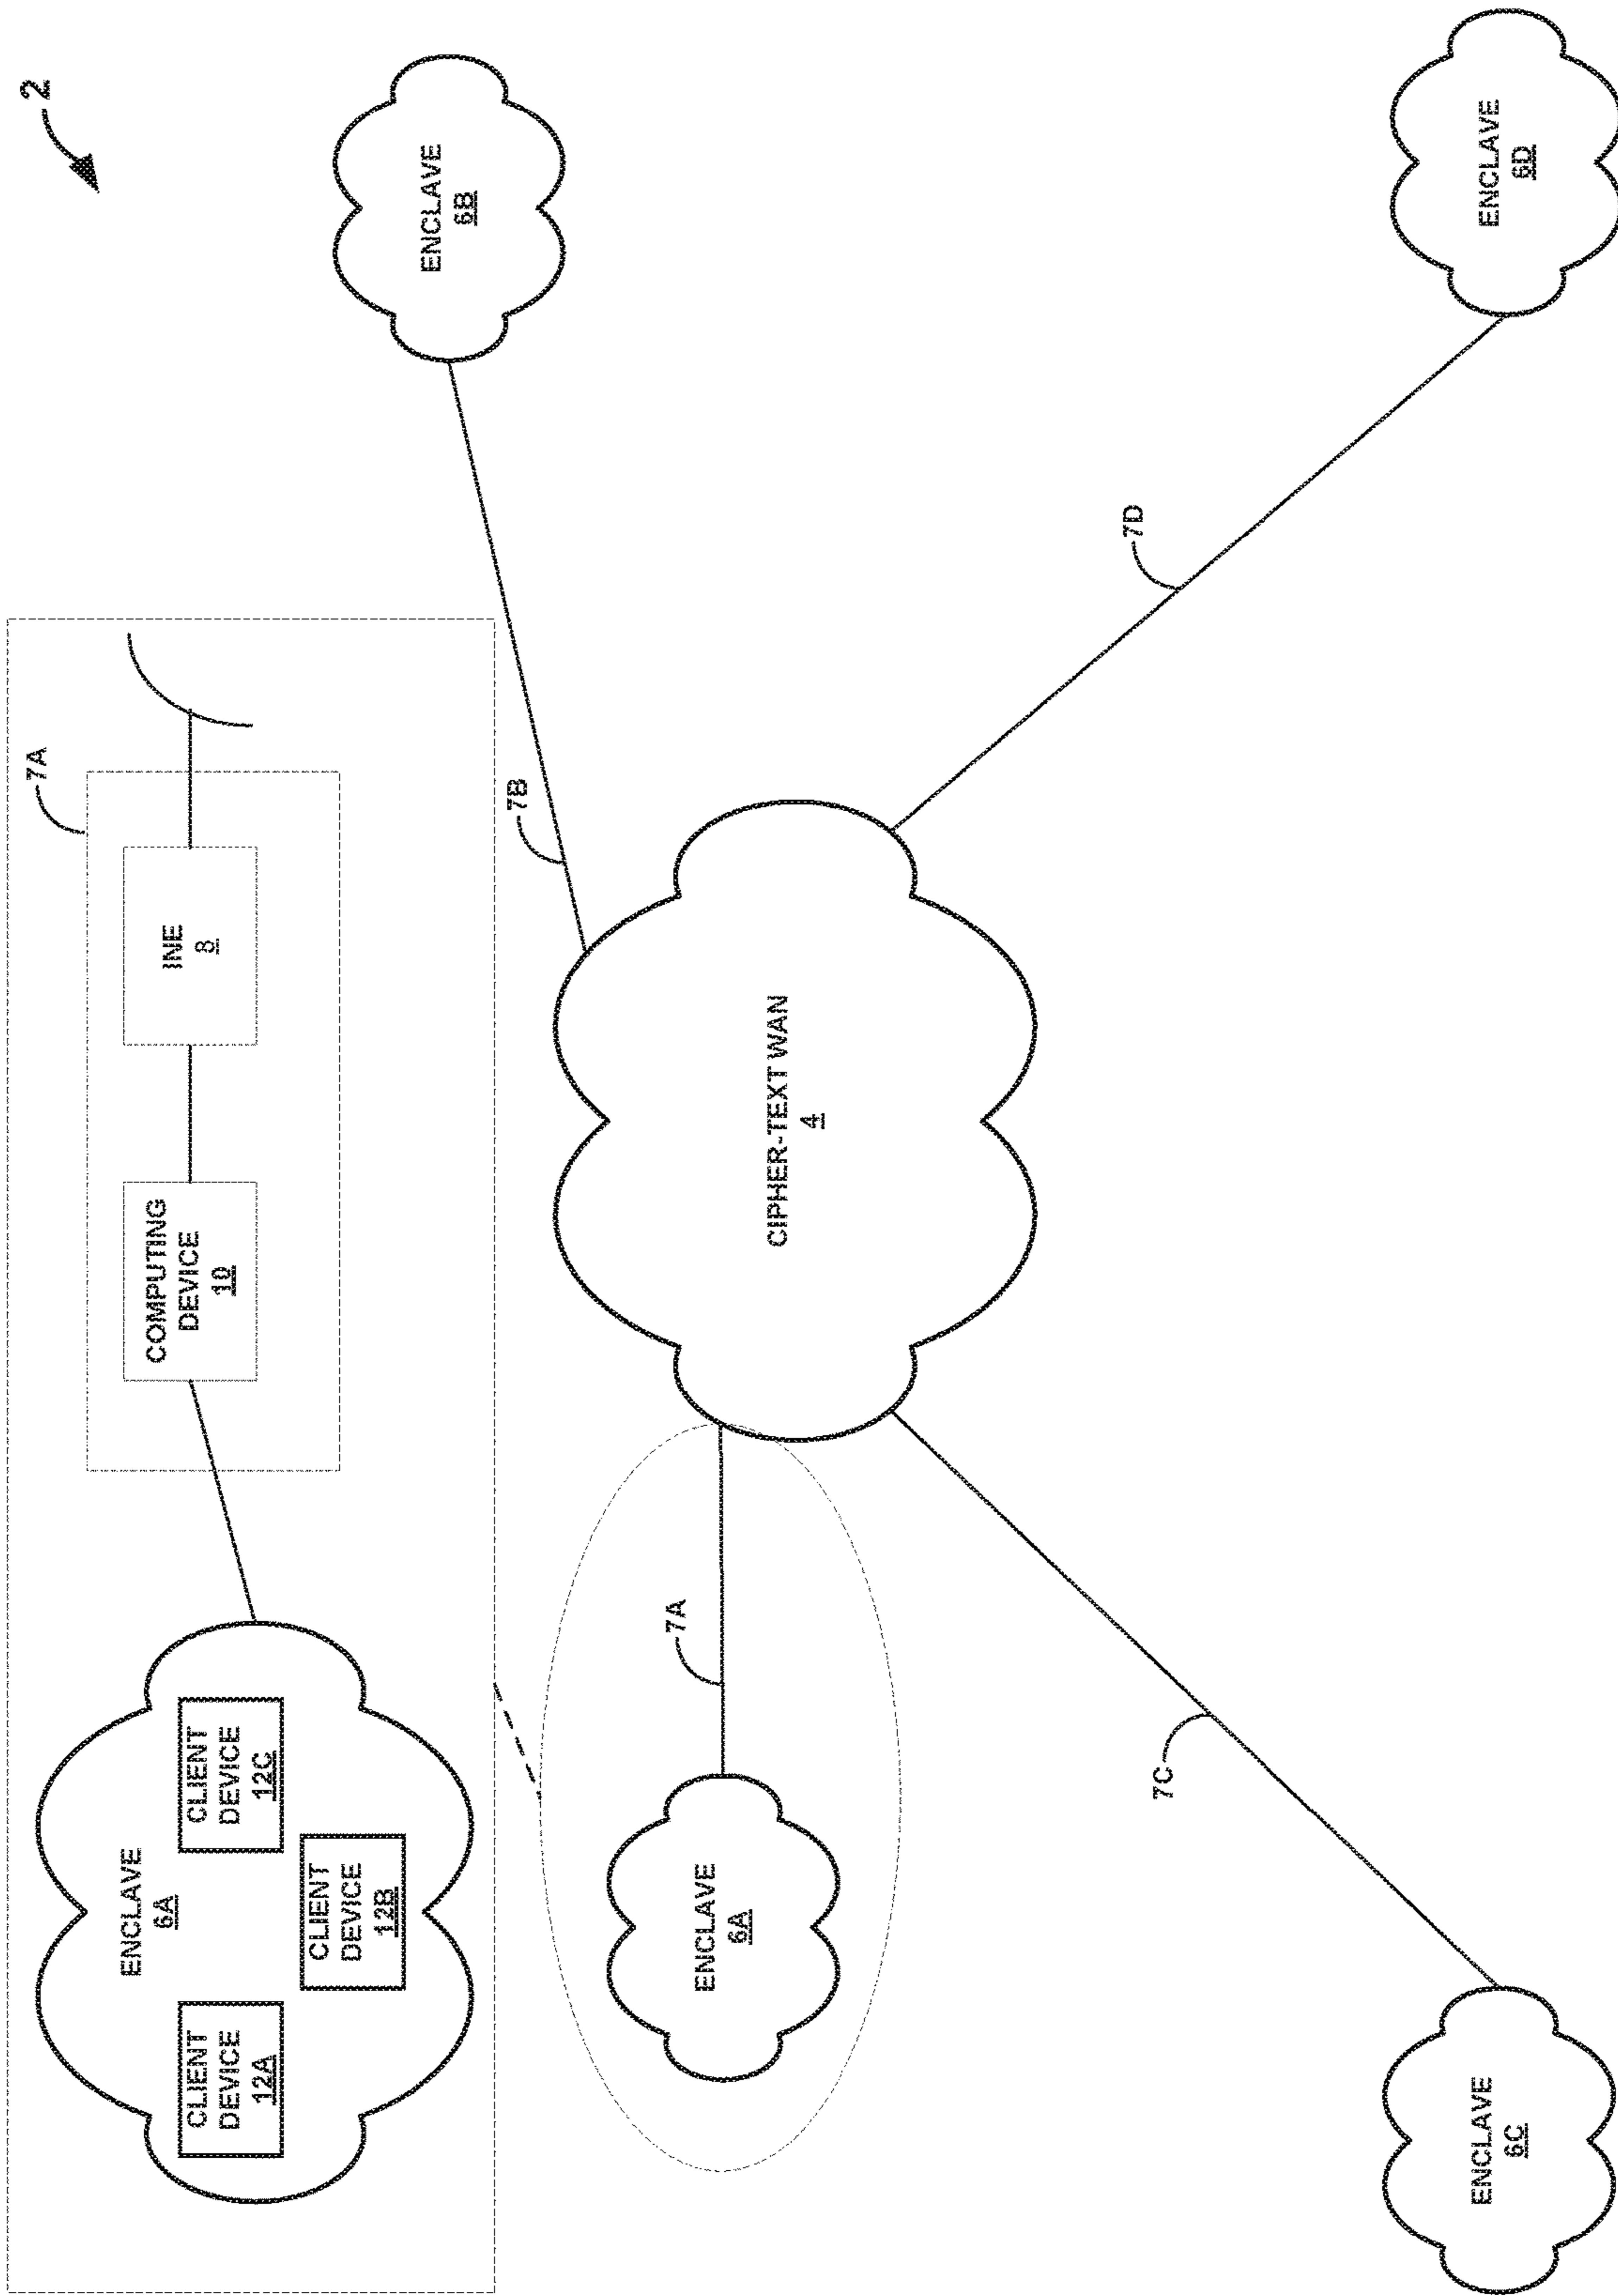 2
7A
ENCLAVE
6A
CLIENT
DEVICE
12A
CLIENT
DEVICE
12B
CLIENT
DEVICE
12C
COMPUTING
DEVICE
10
INE
8
ENCLAVE
6B
7B
ENCLAVE
6A
7A
CIPHER-TEXT WAN
4
7D
7C
ENCLAVE
6C
ENCLAVE
6D